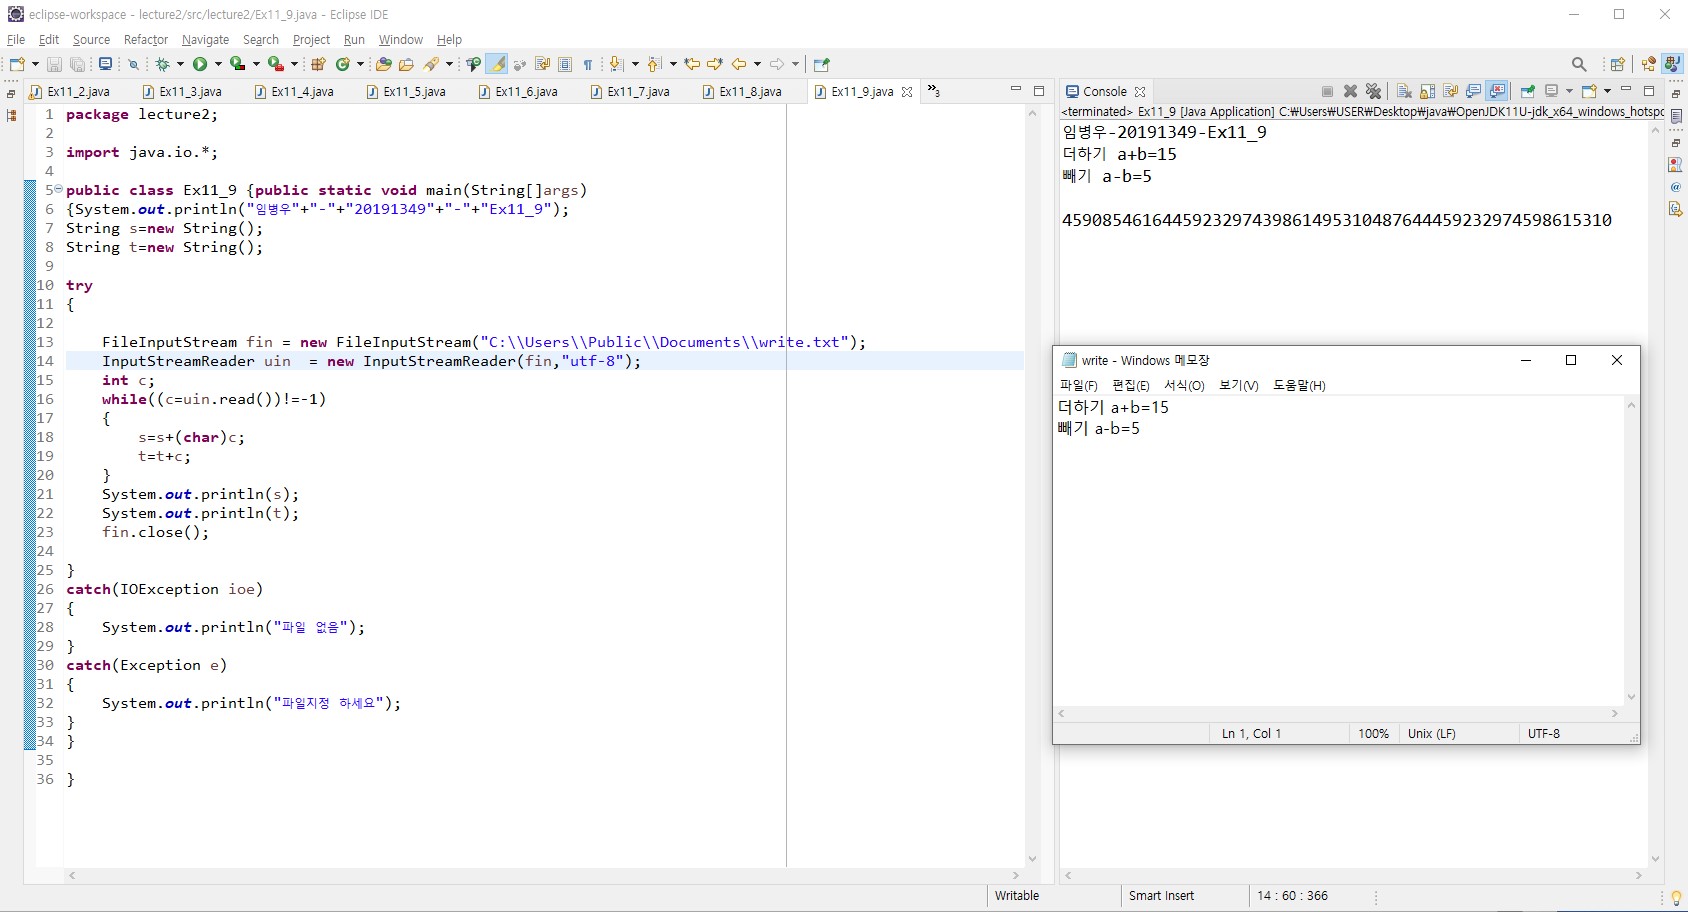 eclipse-workspace - lecture2/src/lecture2/Ex11_9.java - Eclipse IDE
File Edit Source Refactor Navigate Search Project Run Window Help
Ex11_2.java Ex11_3.java Ex11_4.java Ex11_5.java Ex11_6.java Ex11_7.java Ex11_8.java Ex11_9.java »3
1 package lecture2;
2
3 import java.io.*;
4
5 public class Ex11_9 {public static void main(String[]args)
6 {System.out.println("임병우"+"-"+"20191349"+"-"+"Ex11_9");
7 String s=new String();
8 String t=new String();
9
10 try
11 {
12
13 FileInputStream fin = new FileInputStream("C:\\Users\\Public\\Documents\\write.txt");
14 InputStreamReader uin  = new InputStreamReader(fin,"utf-8");
15 int c;
16 while((c=uin.read())!=-1)
17 {
18 s=s+(char)c;
19 t=t+c;
20 }
21 System.out.println(s);
22 System.out.println(t);
23 fin.close();
24
25 }
26 catch(IOException ioe)
27 {
28 System.out.println("파일 없음");
29 }
30 catch(Exception e)
31 {
32 System.out.println("파일지정 하세요");
33 }
34 }
35
36 }
Console
<terminated> Ex11_9 [Java Application] C:₩Users₩USER₩Desktop₩java₩OpenJDK11U-jdk_x64_windows_hotspo
임병우-20191349-Ex11_9
더하기 a+b=15
빼기 a-b=5
4590854616445923297439861495310487644459232974598615310
write - Windows 메모장
파일(F) 편집(E) 서식(O) 보기(V) 도움말(H)
더하기 a+b=15
빼기 a-b=5
Ln 1, Col 1 100% Unix (LF) UTF-8
Writable Smart Insert 14 : 60 : 366